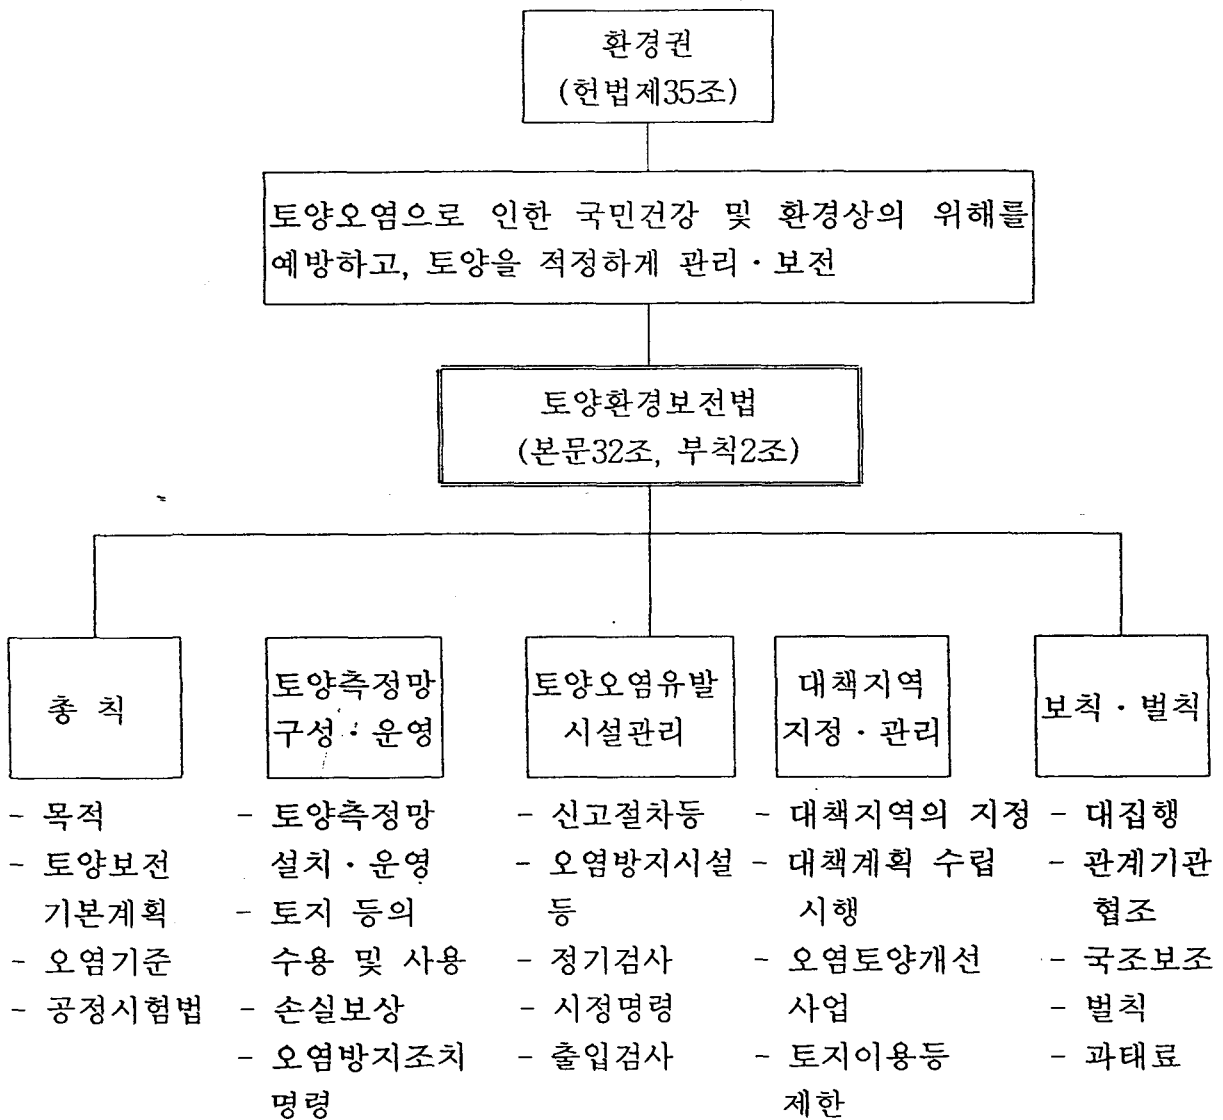 환경권
(헌법제35조)
토양오염으로 인한 국민건강 및 환경상의 위해를
예방하고, 토양을 적정하게 관리·보전
토양환경보전법
(본문32조, 부칙2조)
총 칙
- 목적
- 토양보전
기본계획
- 오염기준
- 공정시험법
토양측정망
구성·운영
- 토양측정망
설치·운영
- 토지 등의
수용 및 사용
- 손실보상
- 오염방지조치
명령
토양오염유발
시설관리
- 신고절차등
- 오염방지시설
등
- 정기검사
- 시정명령
- 출입검사
대책지역
지정·관리
- 대책지역의 지정
- 대책계획 수립
시행
- 오염토양개선
사업
- 토지이용등
제한
보칙·벌칙
- 대집행
- 관계기관
협조
- 국조보조
- 벌칙
- 과태료